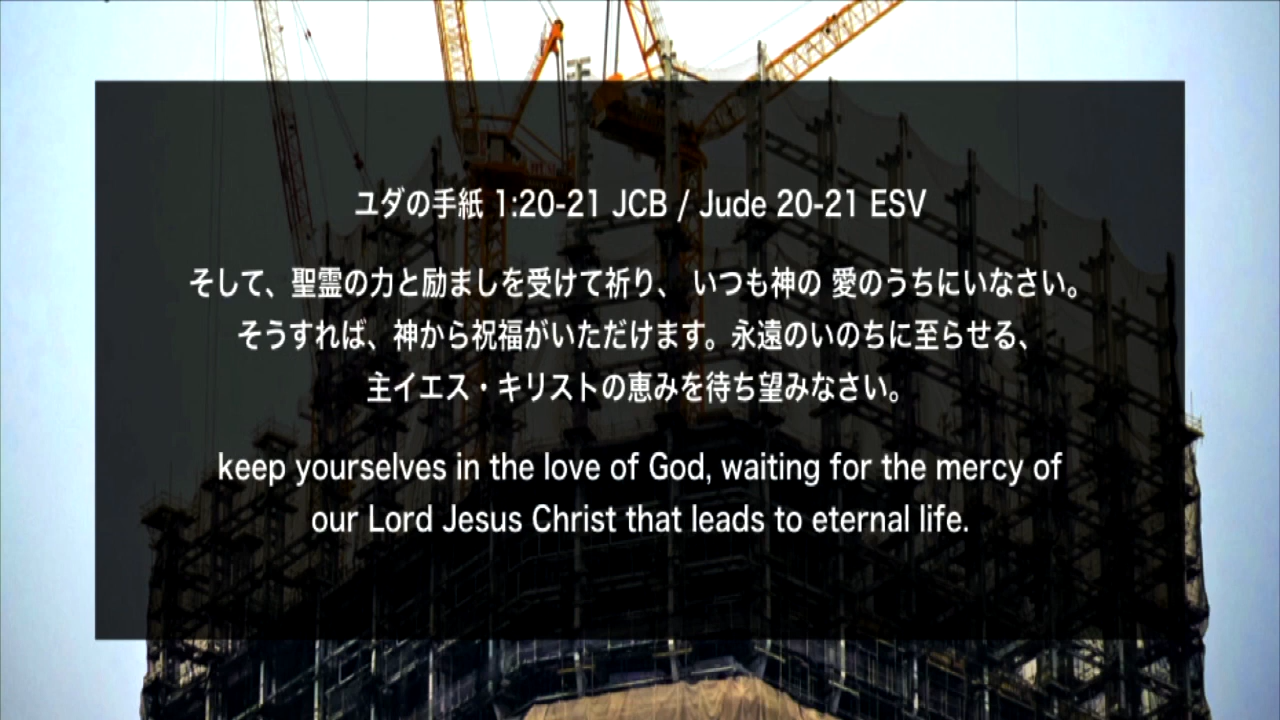 ユダの手紙 1:20-21 JCB / Jude 20-21 ESV
そして、聖霊の力と励ましを受けて祈り、 いつも神の 愛のうちにいなさい。
そうすれば、神から祝福がいただけます。永遠のいのちに至らせる、
主イエス・キリストの恵みを待ち望みなさい。
keep yourselves in the love of God, waiting for the mercy of
our Lord Jesus Christ that leads to eternal life.